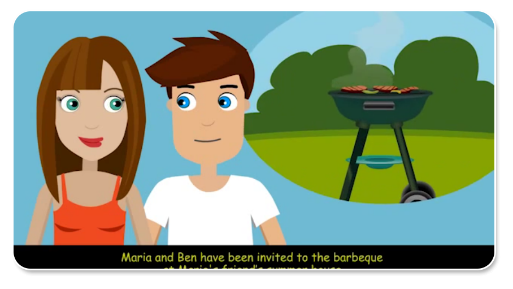 Maria and Ben have been invited to the barbeque
at Maria's friend's summer house